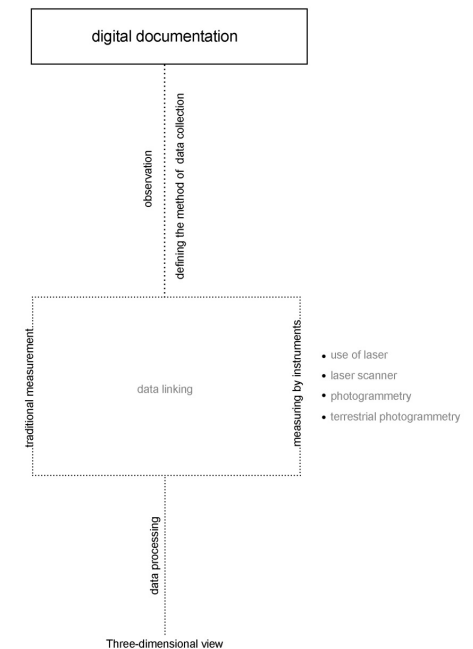 digital documentation
observation
defining the method of data collection
traditional measurement
data linking
measuring by instruments
• use of laser
• laser scanner
• photogrammetry
• terrestrial photogrammetry
data processing
Three-dimensional view